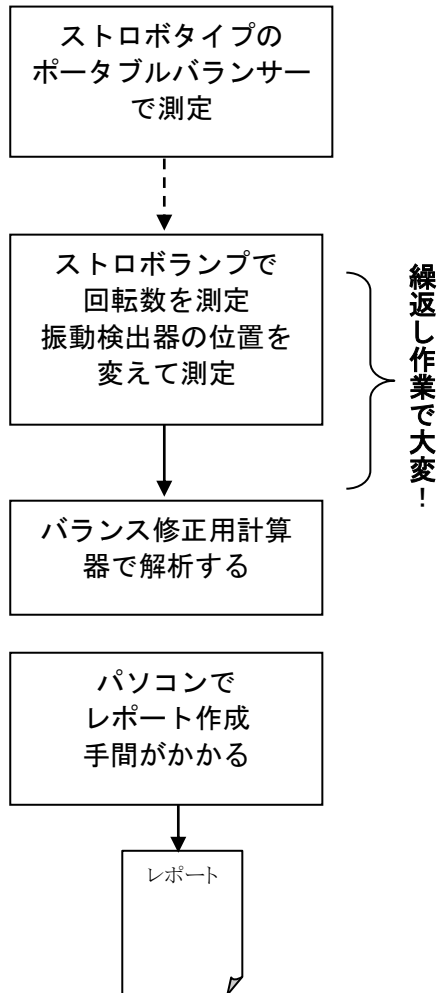 ストロボタイプの
ポータブルバランサー
で測定
ストロボランプで
回転数を測定
振動検出器の位置を
変えて測定
繰返し作業で大変！
バランス修正用計算
器で解析する
パソコンで
レポート作成
手間がかかる
レポート